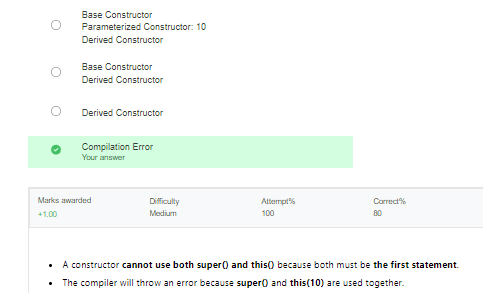 Base Constructor
Parameterized Constructor: 10
Derived Constructor
Base Constructor
Derived Constructor
Derived Constructor
Compilation Error
Your answer
Marks awarded Difficulty Attempt% Correct%
+1.00 Medium 100 80
• A constructor cannot use both super() and this() because both must be the first statement.
• The compiler will throw an error because super() and this(10) are used together.